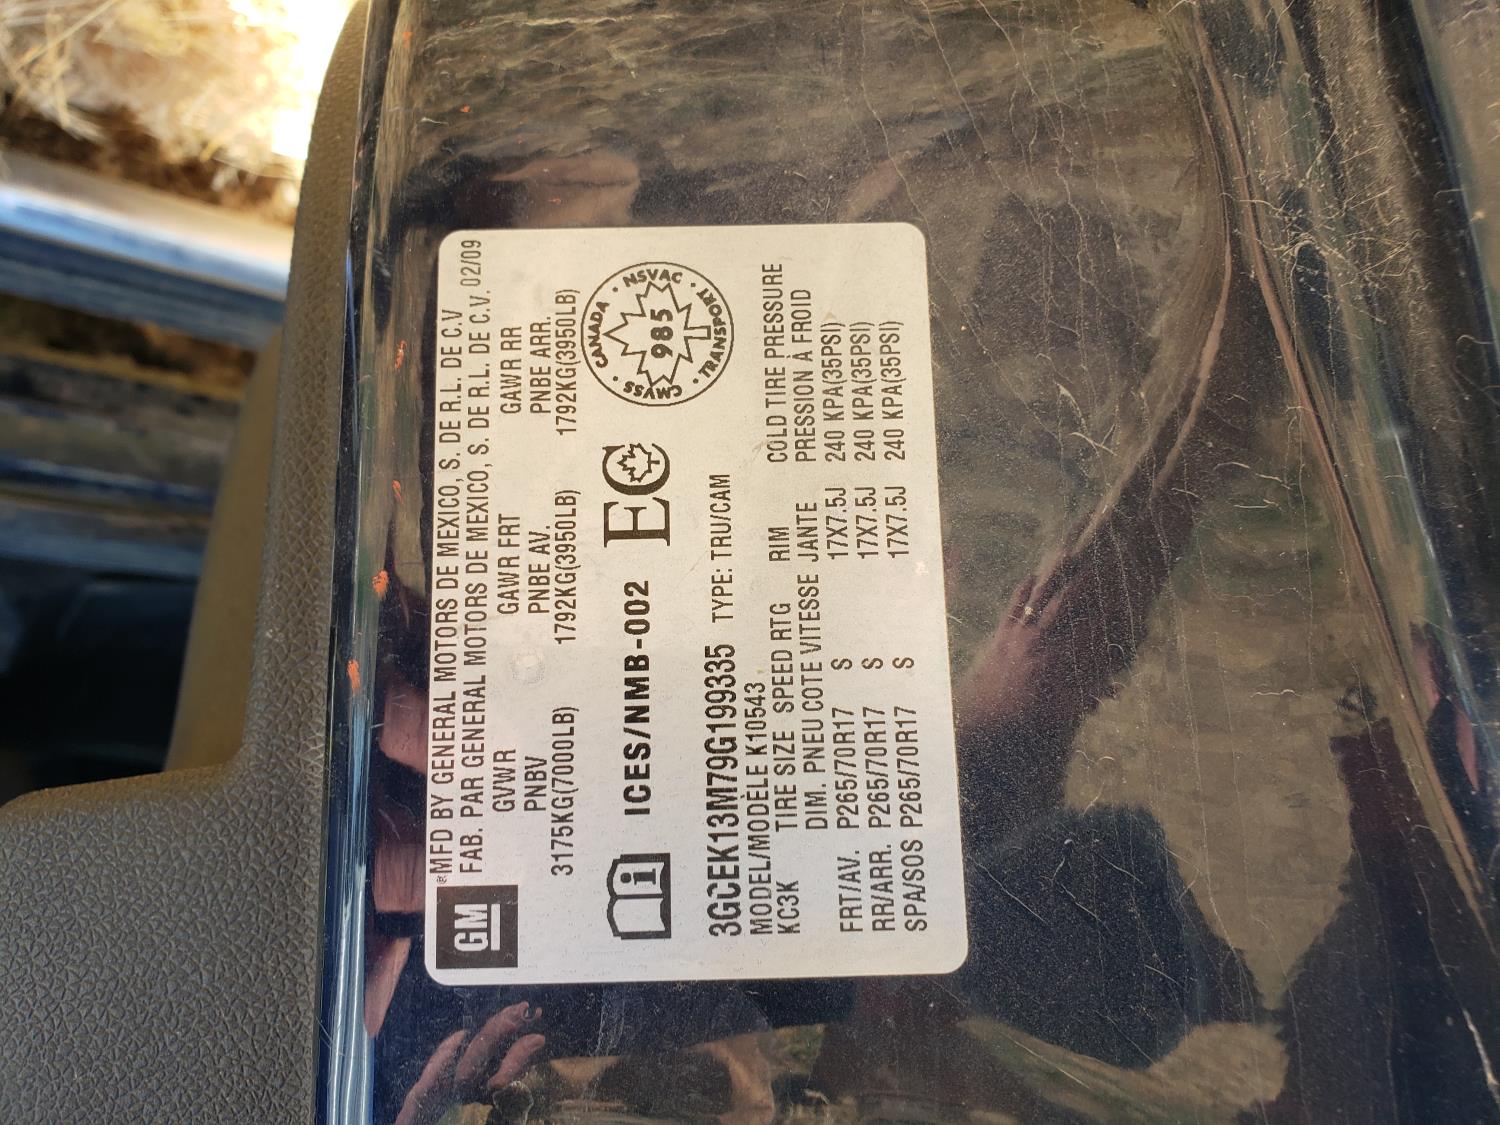 GM
®MFD BY GENERAL MOTORS DE MEXICO, S. DE R.L. DE C.V
FAB. PAR GENERAL MOTORS DE MEXICO, S. DE R.L. DE C.V. 02/09
GVWR GAWR FRT GAWR RR
PNBV PNBE AV. PNBE ARR.
3175KG(7000LB) 1792KG(3950LB) 1792KG(3950LB)
i ICES/NMB-002 EC
CANADA • NSVAC • TRANSPORT • CMVSS •
985
3GCEK13M79G199335 TYPE: TRU/CAM
MODEL/MODÈLE K10543
KC3K TIRE SIZE SPEED RTG RIM COLD TIRE PRESSURE
DIM. PNEU COTE VITESSE JANTE PRESSION À FROID
FRT/AV. P265/70R17 S 17X7.5J 240 KPA(35PSI)
RR/ARR. P265/70R17 S 17X7.5J 240 KPA(35PSI)
SPA/SOS P265/70R17 S 17X7.5J 240 KPA(35PSI)